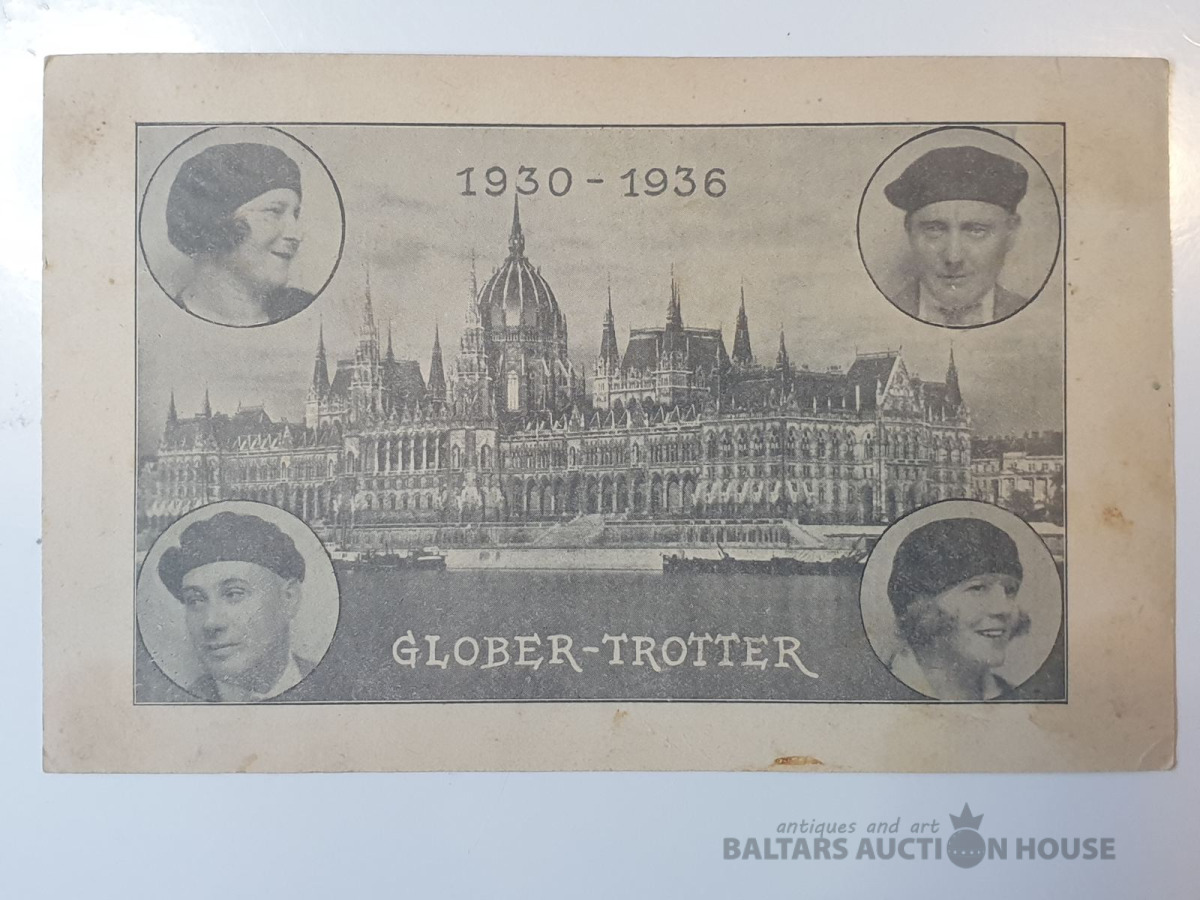 1930 - 1936
GLOBER-TROTTER
antiques and art
BALTARS AUCTION HOUSE